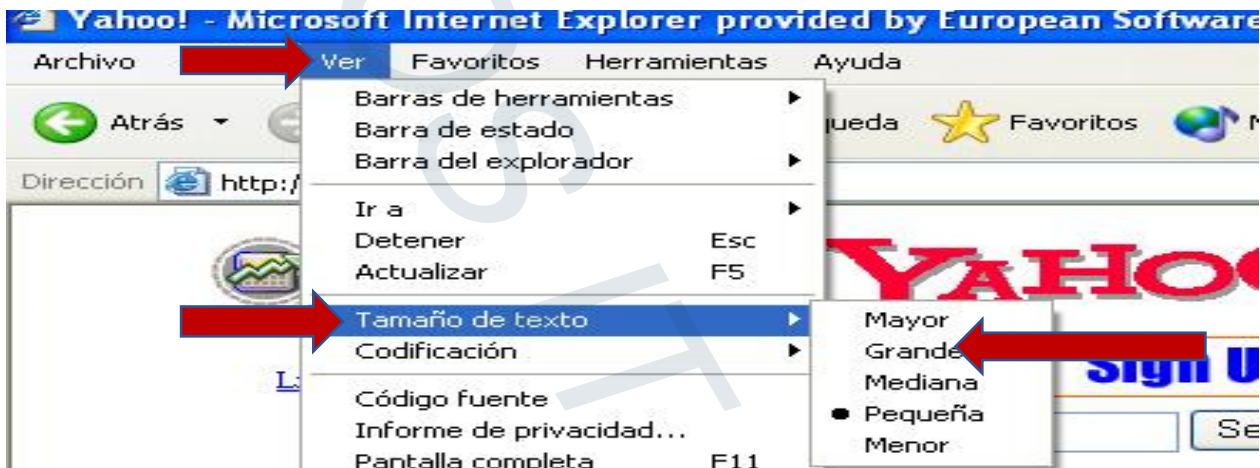 Yahoo! - Microsoft Internet Explorer provided by European Software
Archivo Ver Favoritos Herramientas Ayuda
Atrás Favoritos
Dirección http:/
Barras de herramientas
Barra de estado
Barra del explorador
Ir a
Detener Esc
Actualizar F5
Tamaño de texto
Codificación
Código fuente
Informe de privacidad...
Pantalla completa F11
Mayor
Grande
Mediana
Pequeña
Menor
YAHOO
Sign U
Se